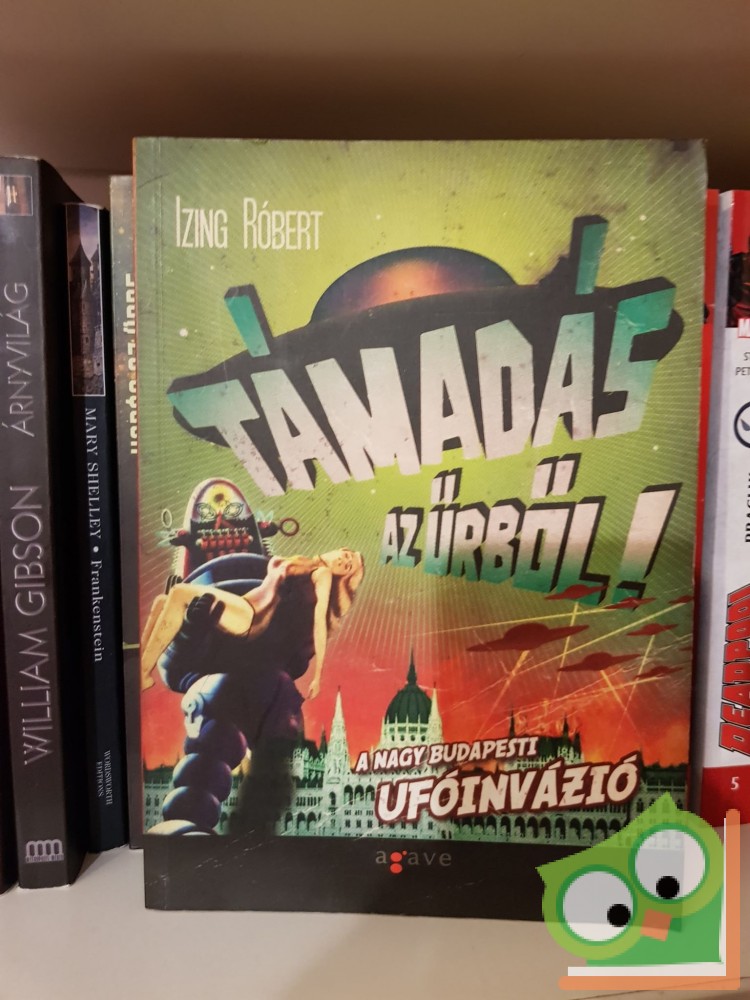 WILLIAM GIBSON ÁRNYVILÁG
MARY SHELLEY • Frankenstein
WORDSWORTH
EDITIONS
IZING RÓBERT
TÁMADÁS
AZ ŰRBŐL!
A NAGY BUDAPESTI
UFÓINVÁZIÓ
agave
DEADPOOL
5